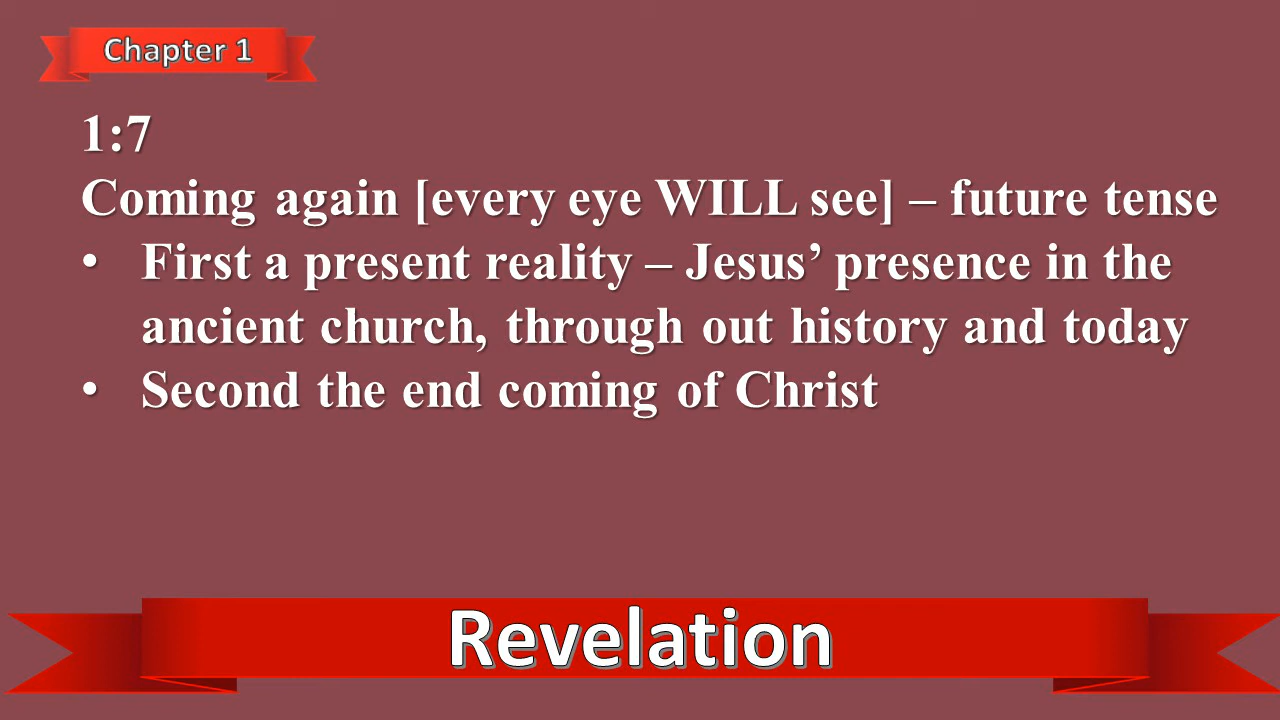 Chapter 1
1:7
Coming again [every eye WILL see] – future tense
• First a present reality – Jesus’ presence in the
ancient church, through out history and today
• Second the end coming of Christ
Revelation